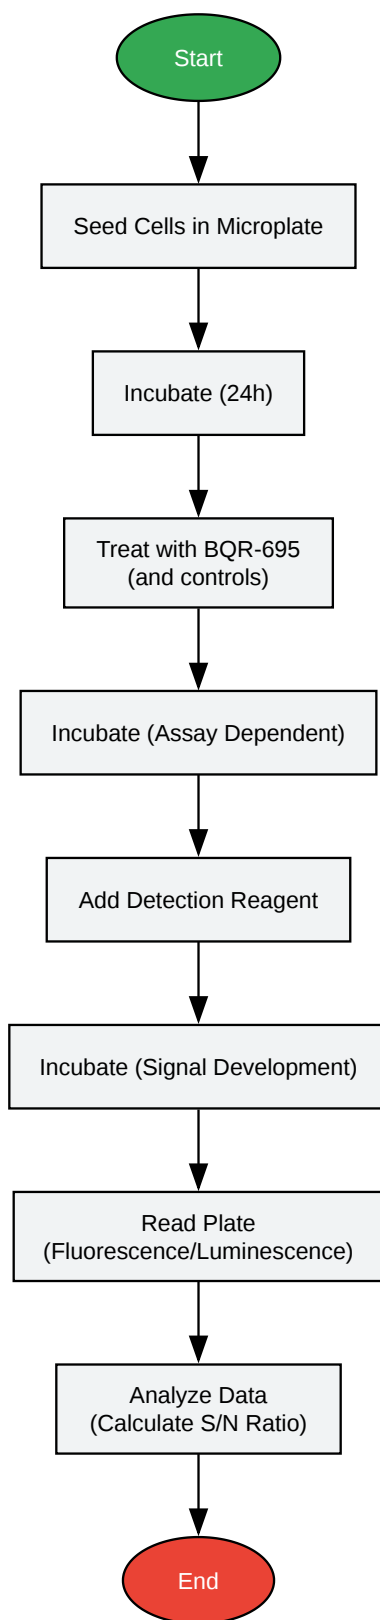 Start
Seed Cells in Microplate
Incubate (24h)
Treat with BQR-695
(and controls)
Incubate (Assay Dependent)
Add Detection Reagent
Incubate (Signal Development)
Read Plate
(Fluorescence/Luminescence)
Analyze Data
(Calculate S/N Ratio)
End